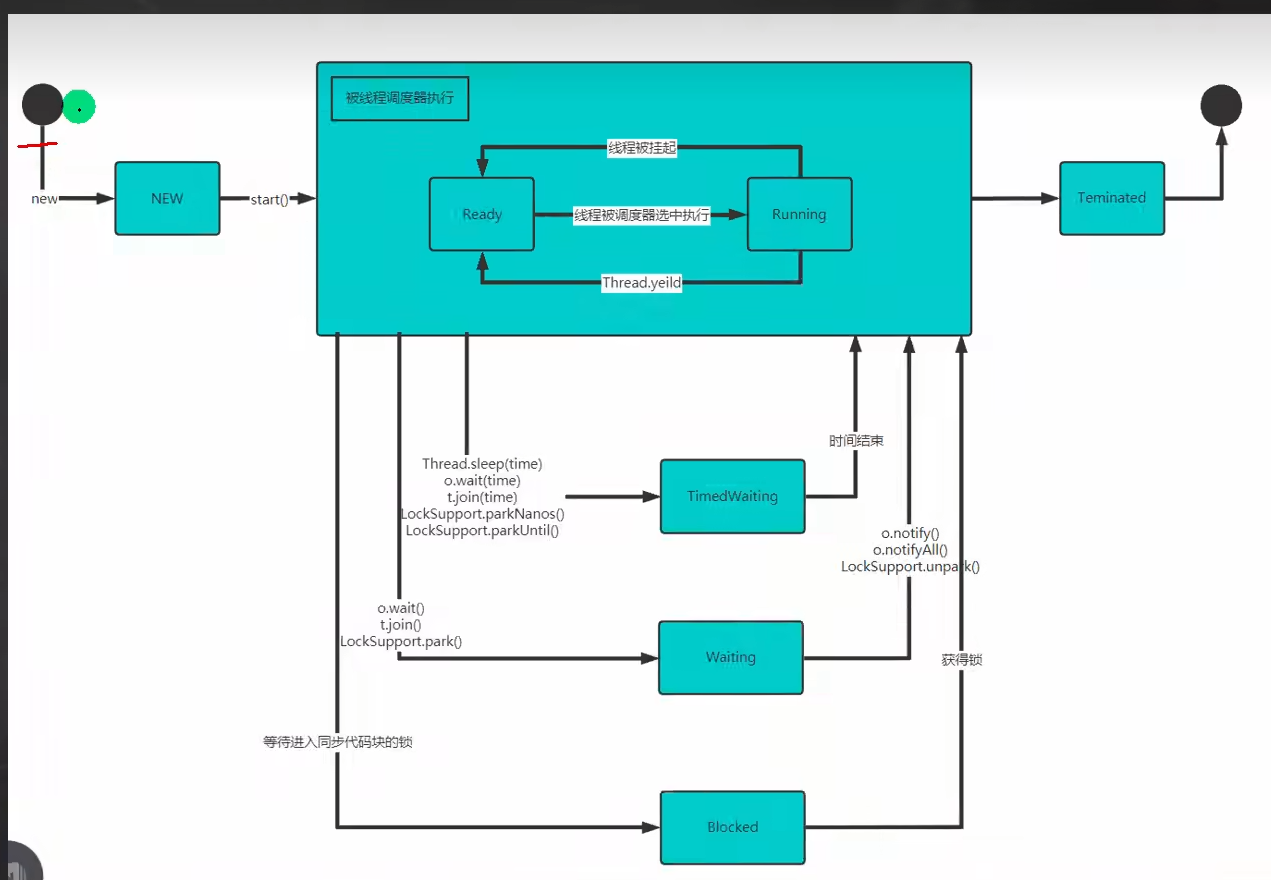 被线程调度器执行
线程被挂起
new
NEW
start()
Ready
线程被调度器选中执行
Running
Teminated
Thread.yeild
时间结束
Thread.sleep(time)
o.wait(time)
t.join(time)
LockSupport.parkNanos()
LockSupport.parkUntil()
TimedWaiting
o.notify()
o.notifyAll()
LockSupport.unpark()
o.wait()
t.join()
LockSupport.park()
Waiting
获得锁
等待进入同步代码块的锁
Blocked